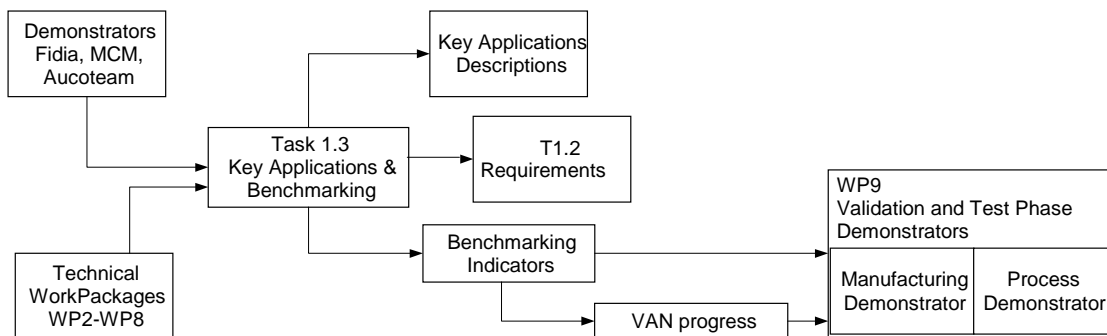 Demonstrators
Fidia, MCM,
Aucoteam
Key Applications
Descriptions
Task 1.3
Key Applications &
Benchmarking
T1.2
Requirements
WP9
Validation and Test Phase
Demonstrators
Benchmarking
Indicators
Technical
WorkPackages
WP2-WP8
Manufacturing
Demonstrator
Process
Demonstrator
VAN progress